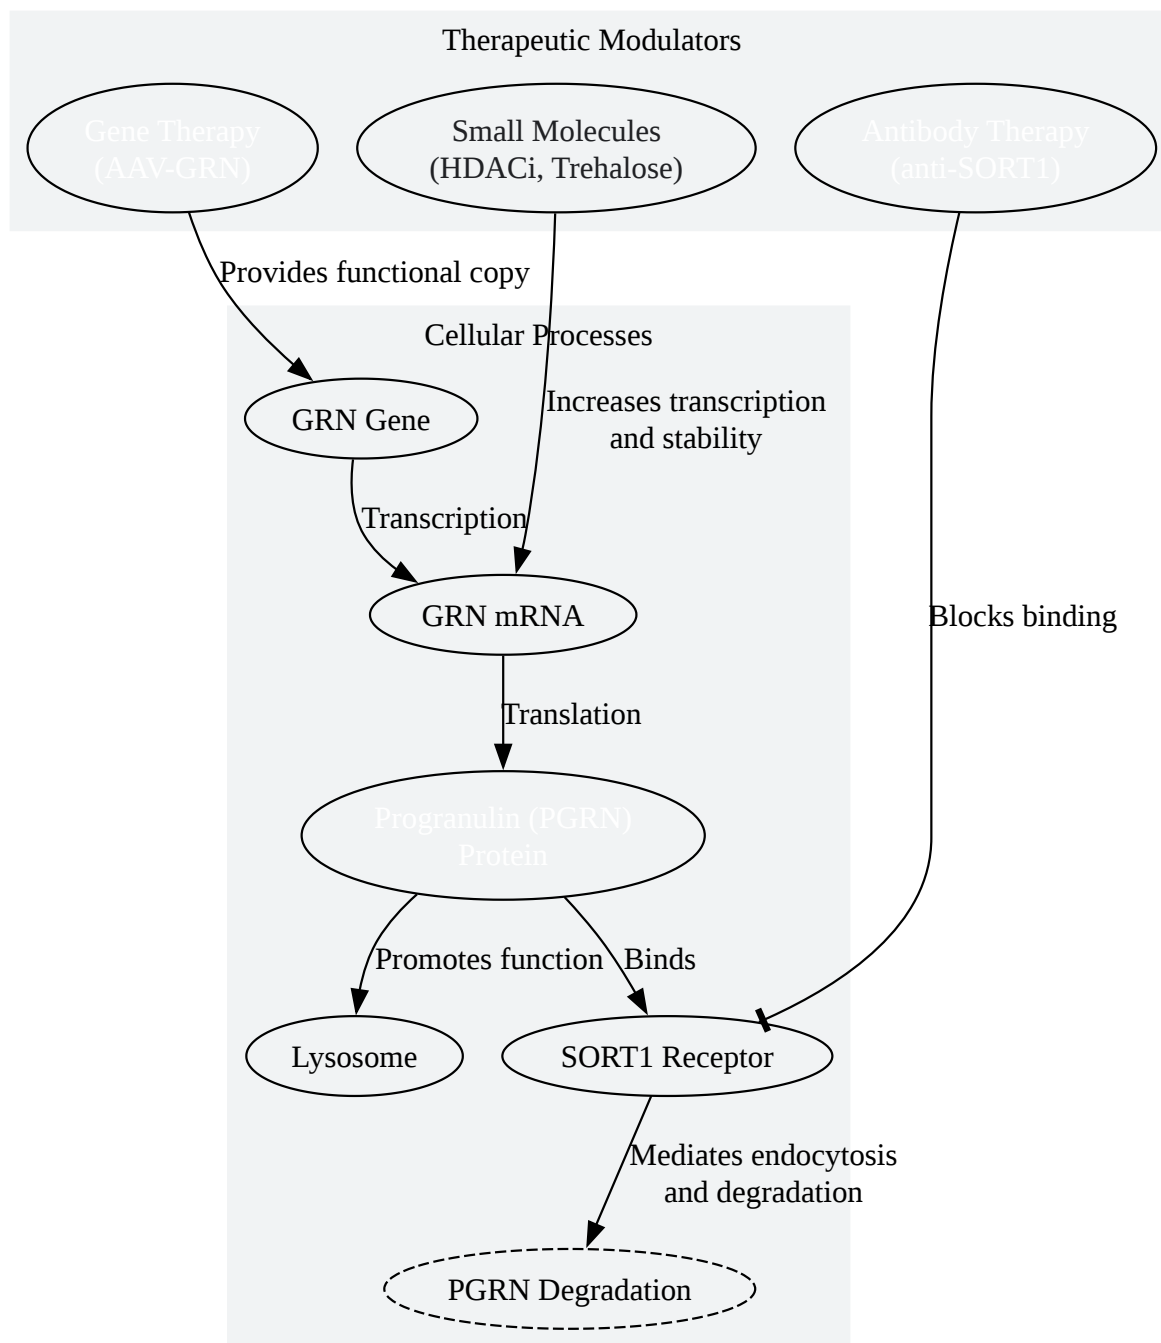 Therapeutic Modulators
Gene Therapy
(AAV-GRN)
Small Molecules
(HDACi, Trehalose)
Antibody Therapy
(anti-SORT1)
Provides functional copy
Cellular Processes
Increases transcription
and stability
GRN Gene
Transcription
GRN mRNA
Blocks binding
Translation
Progranulin (PGRN)
Protein
Promotes function
Binds
Lysosome
SORT1 Receptor
Mediates endocytosis
and degradation
PGRN Degradation